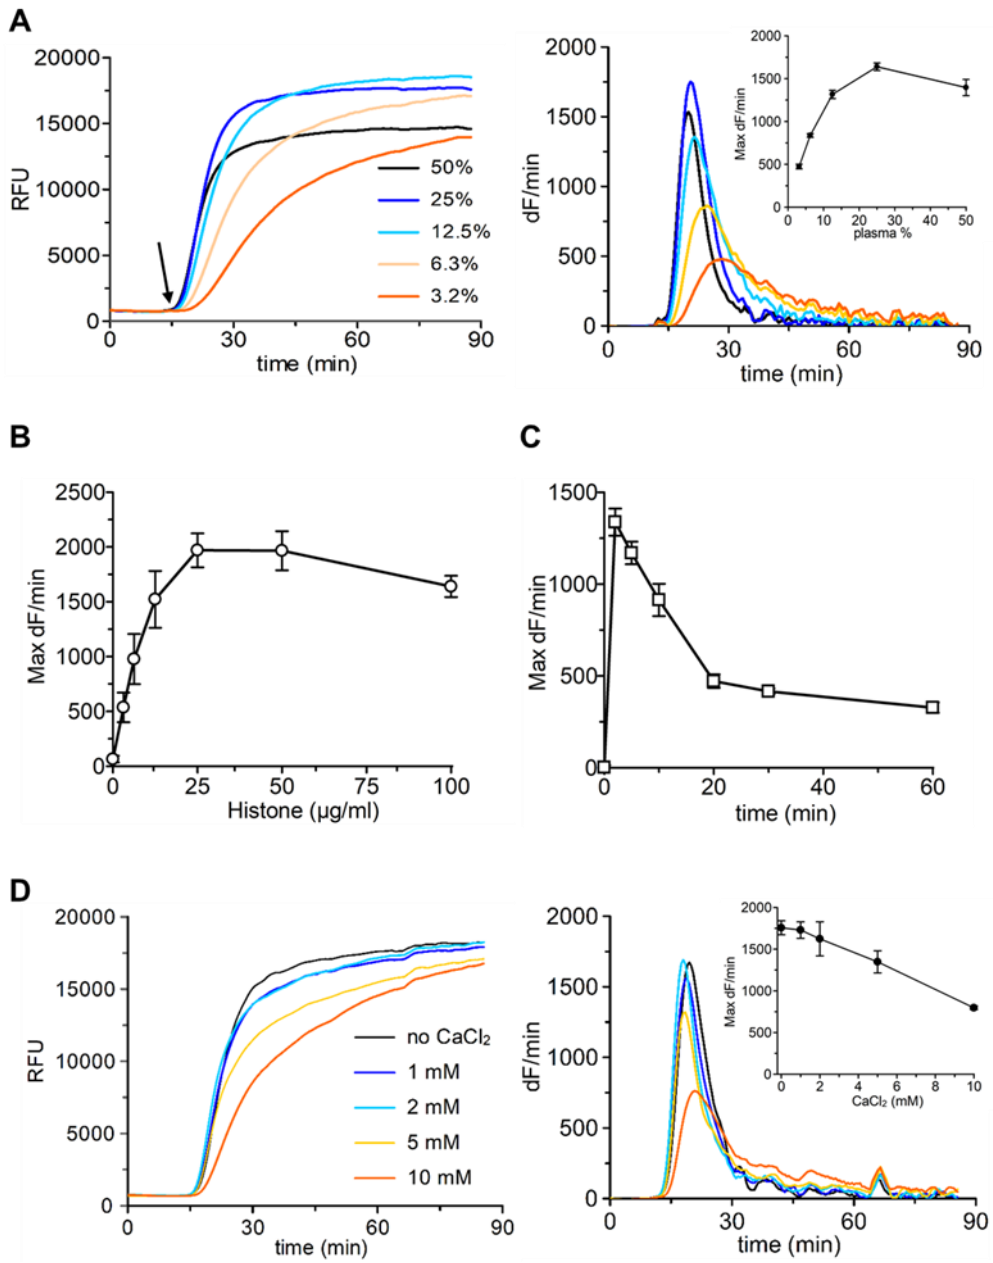 A
20000
15000
10000
5000
0
RFU
0
30
60
90
time (min)
50%
25%
12.5%
6.3%
3.2%
2000
1500
1000
500
0
dF/min
0
30
60
90
time (min)
2000
1500
1000
500
0
Max dF/min
0 10 20 30 40 50
plasma %
B
2500
2000
1500
1000
500
0
Max dF/min
0
25
50
75
100
Histone (µg/ml)
C
1500
1000
500
0
Max dF/min
0
20
40
60
time (min)
D
20000
15000
10000
5000
0
RFU
0
30
60
90
time (min)
no CaCl₂
1 mM
2 mM
5 mM
10 mM
2000
1500
1000
500
0
dF/min
0
30
60
90
time (min)
2000
1500
1000
500
0
Max dF/min
0 2 4 6 8 10
CaCl₂ (mM)